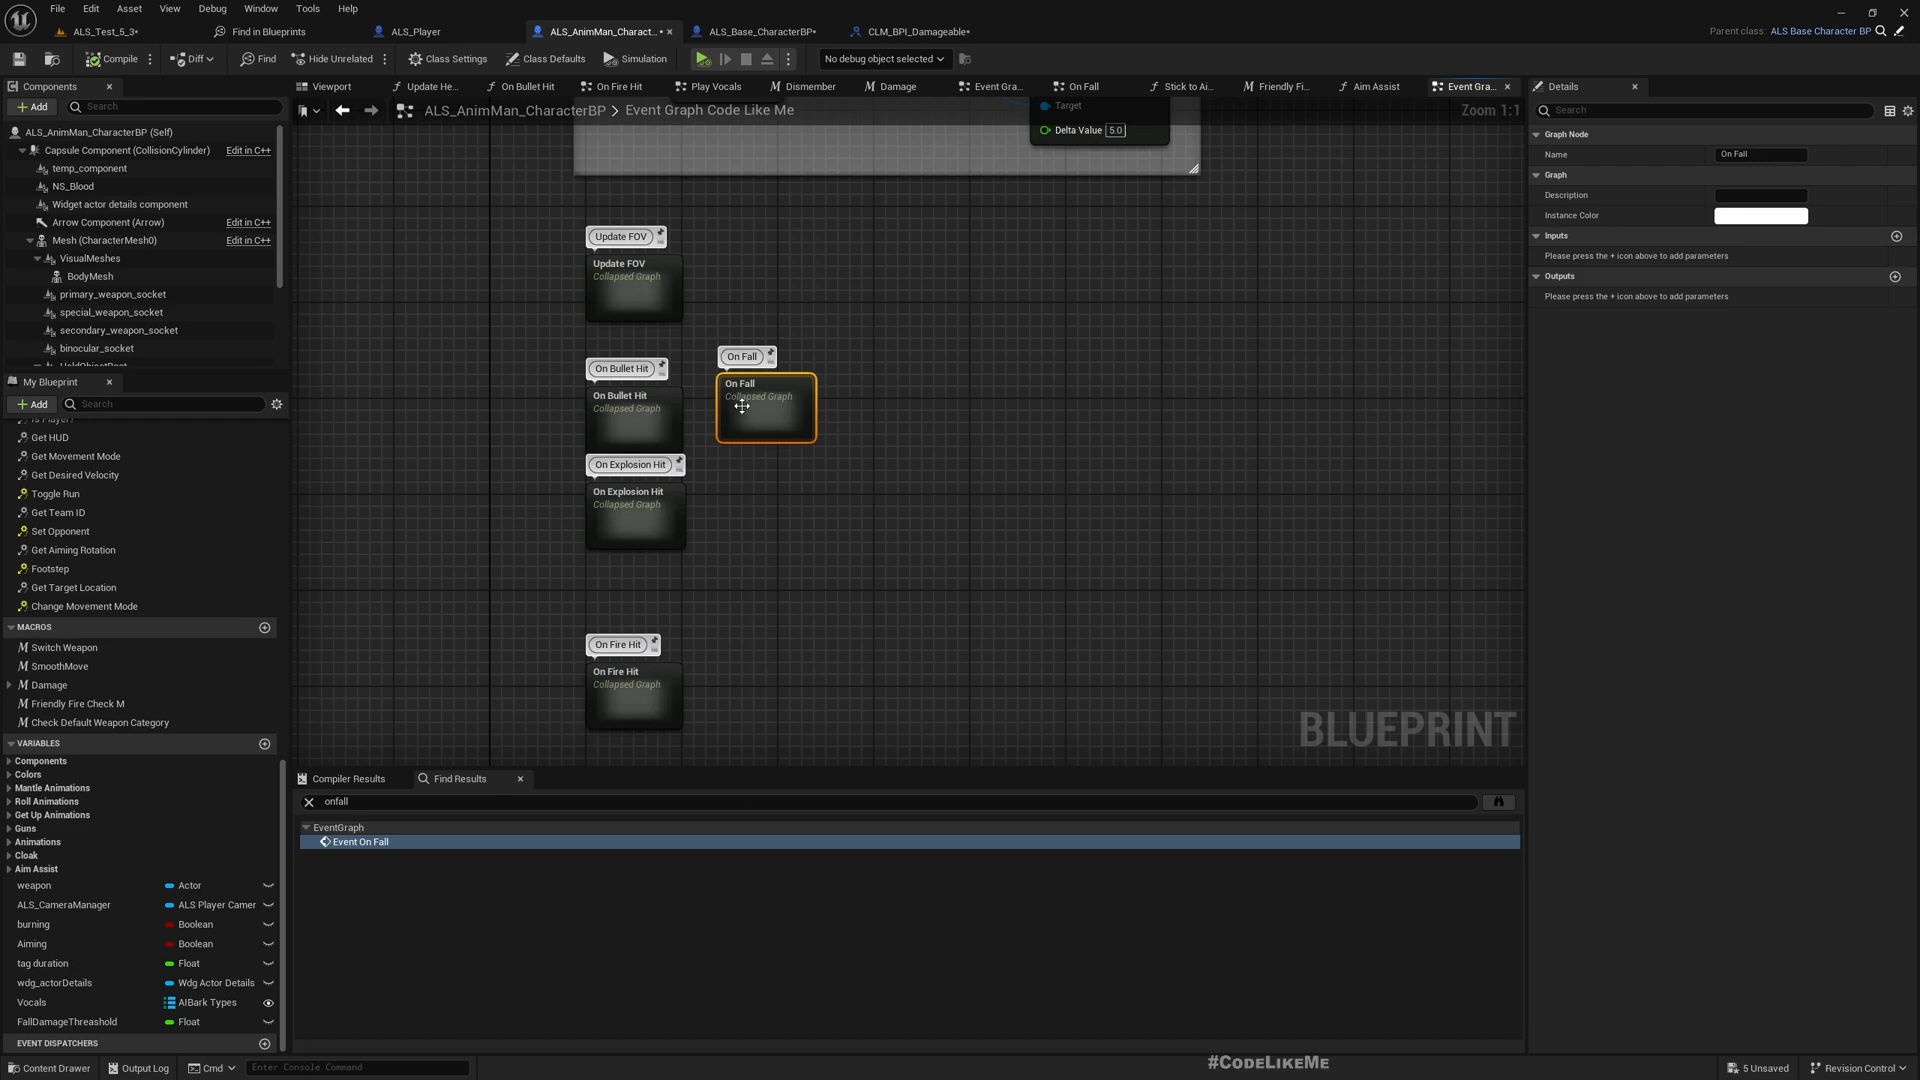 File Edit Asset View Debug Window Tools Help
ALS_Test_5_3* Find in Blueprints ALS_Player ALS_AnimMan_Charact...* ALS_Base_CharacterBP* CLM_BPI_Damageable* Parent class: ALS Base Character BP
Compile Diff Find Hide Unrelated Class Settings Class Defaults Simulation No debug object selected
Components
Viewport Update He... On Bullet Hit On Fire Hit Play Vocals Dismember Damage Event Gra... On Fall Stick to Ai... Friendly Fi... Aim Assist Event Gra... Details
Add Search
ALS_AnimMan_CharacterBP > Event Graph Code Like Me Zoom 1:1
Search
ALS_AnimMan_CharacterBP (Self)
Capsule Component (CollisionCylinder) Edit in C++
temp_component
NS_Blood
Widget actor details component
Arrow Component (Arrow) Edit in C++
Mesh (CharacterMesh0) Edit in C++
VisualMeshes
BodyMesh
primary_weapon_socket
special_weapon_socket
secondary_weapon_socket
binocular_socket
HeldObjectRoot
My Blueprint
Add Search
Get HUD
Get Movement Mode
Get Desired Velocity
Toggle Run
Get Team ID
Set Opponent
Get Aiming Rotation
Footstep
Get Target Location
Change Movement Mode
MACROS
Switch Weapon
SmoothMove
Damage
Friendly Fire Check M
Check Default Weapon Category
VARIABLES
Components
Colors
Mantle Animations
Roll Animations
Get Up Animations
Guns
Animations
Cloak
Aim Assist
weapon Actor
ALS_CameraManager ALS Player Camer
burning Boolean
Aiming Boolean
tag duration Float
wdg_actorDetails Wdg Actor Details
Vocals AIBark Types
FallDamageThreashold Float
EVENT DISPATCHERS
Target
Delta Value 5.0
Update FOV
Update FOV
Collapsed Graph
On Bullet Hit
On Bullet Hit
Collapsed Graph
On Fall
On Fall
Collapsed Graph
On Explosion Hit
On Explosion Hit
Collapsed Graph
On Fire Hit
On Fire Hit
Collapsed Graph
BLUEPRINT
Compiler Results Find Results
onfall
EventGraph
Event On Fall
Graph Node
Name On Fall
Graph
Description
Instance Color
Inputs
Please press the + icon above to add parameters
Outputs
Please press the + icon above to add parameters
Content Drawer Output Log Cmd Enter Console Command #CodeLikeMe 5 Unsaved Revision Control